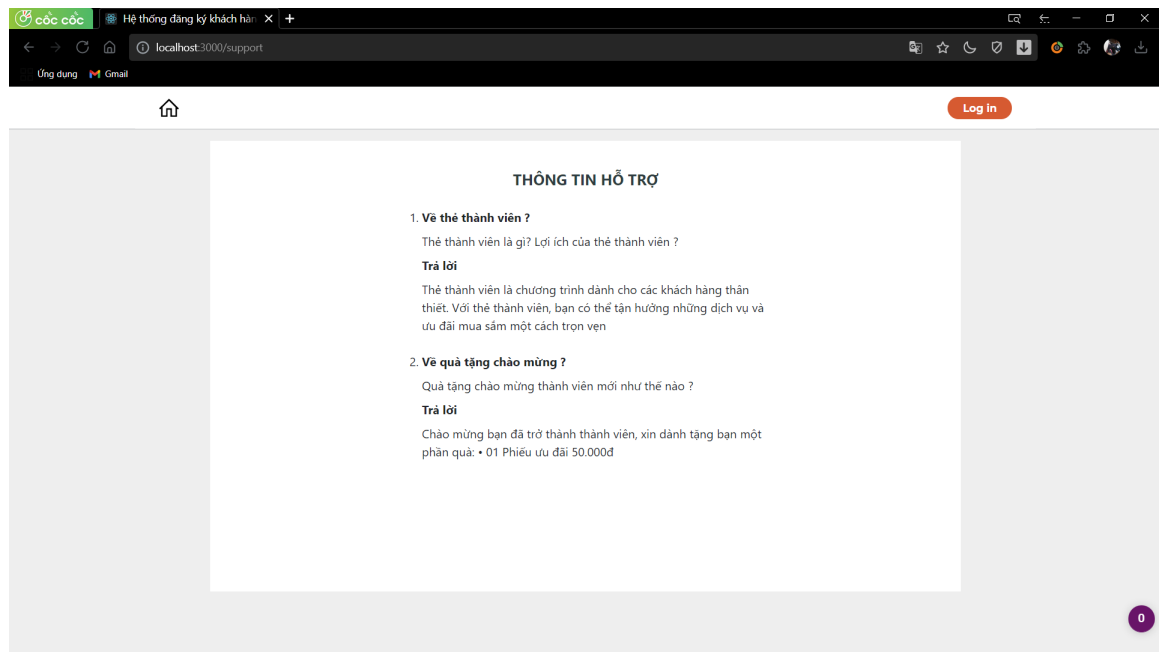 cốc cốc
Hệ thống đăng ký khách hàn
localhost:3000/support
Ứng dụng
Gmail
Log in
THÔNG TIN HỖ TRỢ
1. Về thẻ thành viên ?
Thẻ thành viên là gì? Lợi ích của thẻ thành viên ?
Trả lời
Thẻ thành viên là chương trình dành cho các khách hàng thân
thiết. Với thẻ thành viên, bạn có thể tận hưởng những dịch vụ và
ưu đãi mua sắm một cách trọn vẹn
2. Về quà tặng chào mừng ?
Quà tặng chào mừng thành viên mới như thế nào ?
Trả lời
Chào mừng bạn đã trở thành thành viên, xin dành tặng bạn một
phần quà: • 01 Phiếu ưu đãi 50.000đ
0